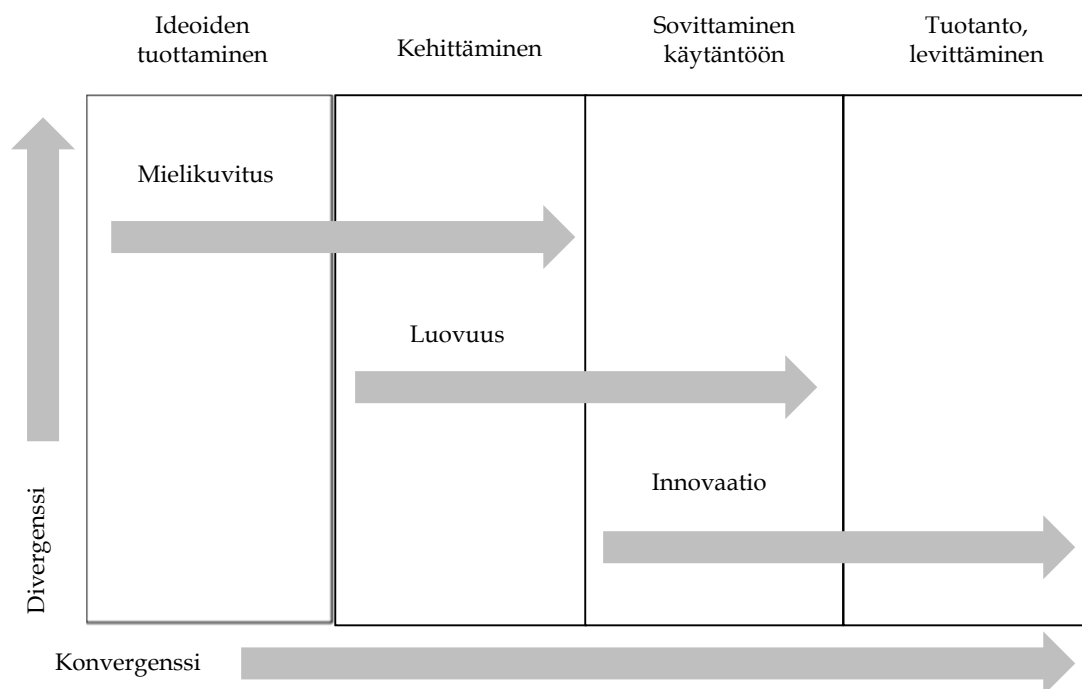 Ideoiden
tuottaminen
Kehittäminen
Sovittaminen
käytäntöön
Tuotanto,
levittäminen
Mielikuvitus
Luovuus
Innovaatio
Divergenssi
Konvergenssi